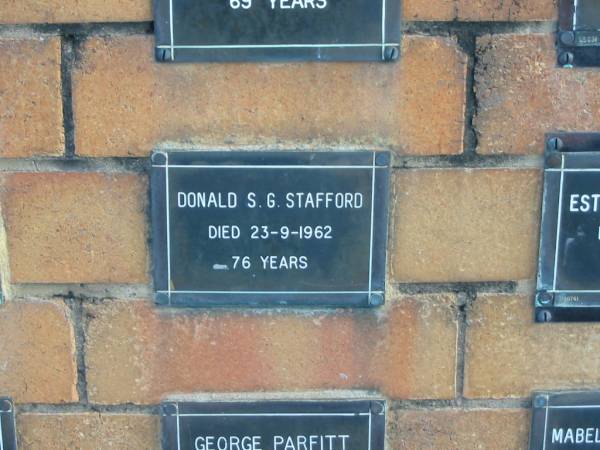 69 YEARS
DONALD S. G. STAFFORD
DIED 23-9-1962
76 YEARS
EST
GEORGE PARFITT
MABEL